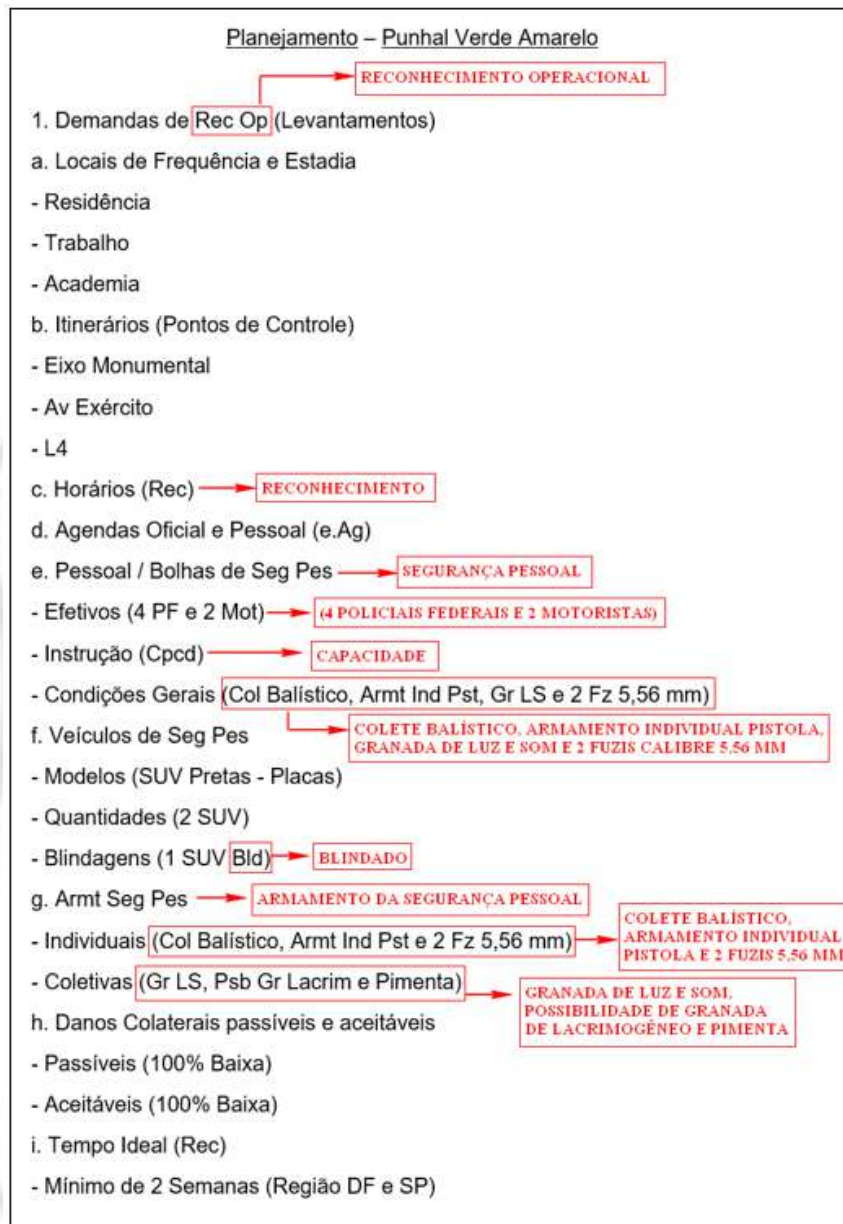 Planejamento – Punhal Verde Amarelo
RECONHECIMENTO OPERACIONAL
1. Demandas de Rec Op (Levantamentos)
a. Locais de Frequência e Estadia
- Residência
- Trabalho
- Academia
b. Itinerários (Pontos de Controle)
- Eixo Monumental
- Av Exército
- L4
c. Horários (Rec)
RECONHECIMENTO
d. Agendas Oficial e Pessoal (e.Ag)
e. Pessoal / Bolhas de Seg Pes
SEGURANÇA PESSOAL
- Efetivos (4 PF e 2 Mot)
(4 POLICIAIS FEDERAIS E 2 MOTORISTAS)
- Instrução (Cpcd)
CAPACIDADE
- Condições Gerais (Col Balístico, Armt Ind Pst, Gr LS e 2 Fz 5,56 mm)
COLETE BALÍSTICO, ARMAMENTO INDIVIDUAL PISTOLA,
GRANADA DE LUZ E SOM E 2 FUZIS CALIBRE 5,56 MM
f. Veículos de Seg Pes
- Modelos (SUV Pretas - Placas)
- Quantidades (2 SUV)
- Blindagens (1 SUV Bld)
BLINDADO
g. Armt Seg Pes
ARMAMENTO DA SEGURANÇA PESSOAL
- Individuais (Col Balístico, Armt Ind Pst e 2 Fz 5,56 mm)
COLETE BALÍSTICO,
ARMAMENTO INDIVIDUAL
PISTOLA E 2 FUZIS 5,56 MM
- Coletivas (Gr LS, Psb Gr Lacrim e Pimenta)
GRANADA DE LUZ E SOM,
POSSIBILIDADE DE GRANADA
DE LACRIMOGÊNEO E PIMENTA
h. Danos Colaterais passíveis e aceitáveis
- Passíveis (100% Baixa)
- Aceitáveis (100% Baixa)
i. Tempo Ideal (Rec)
- Mínimo de 2 Semanas (Região DF e SP)